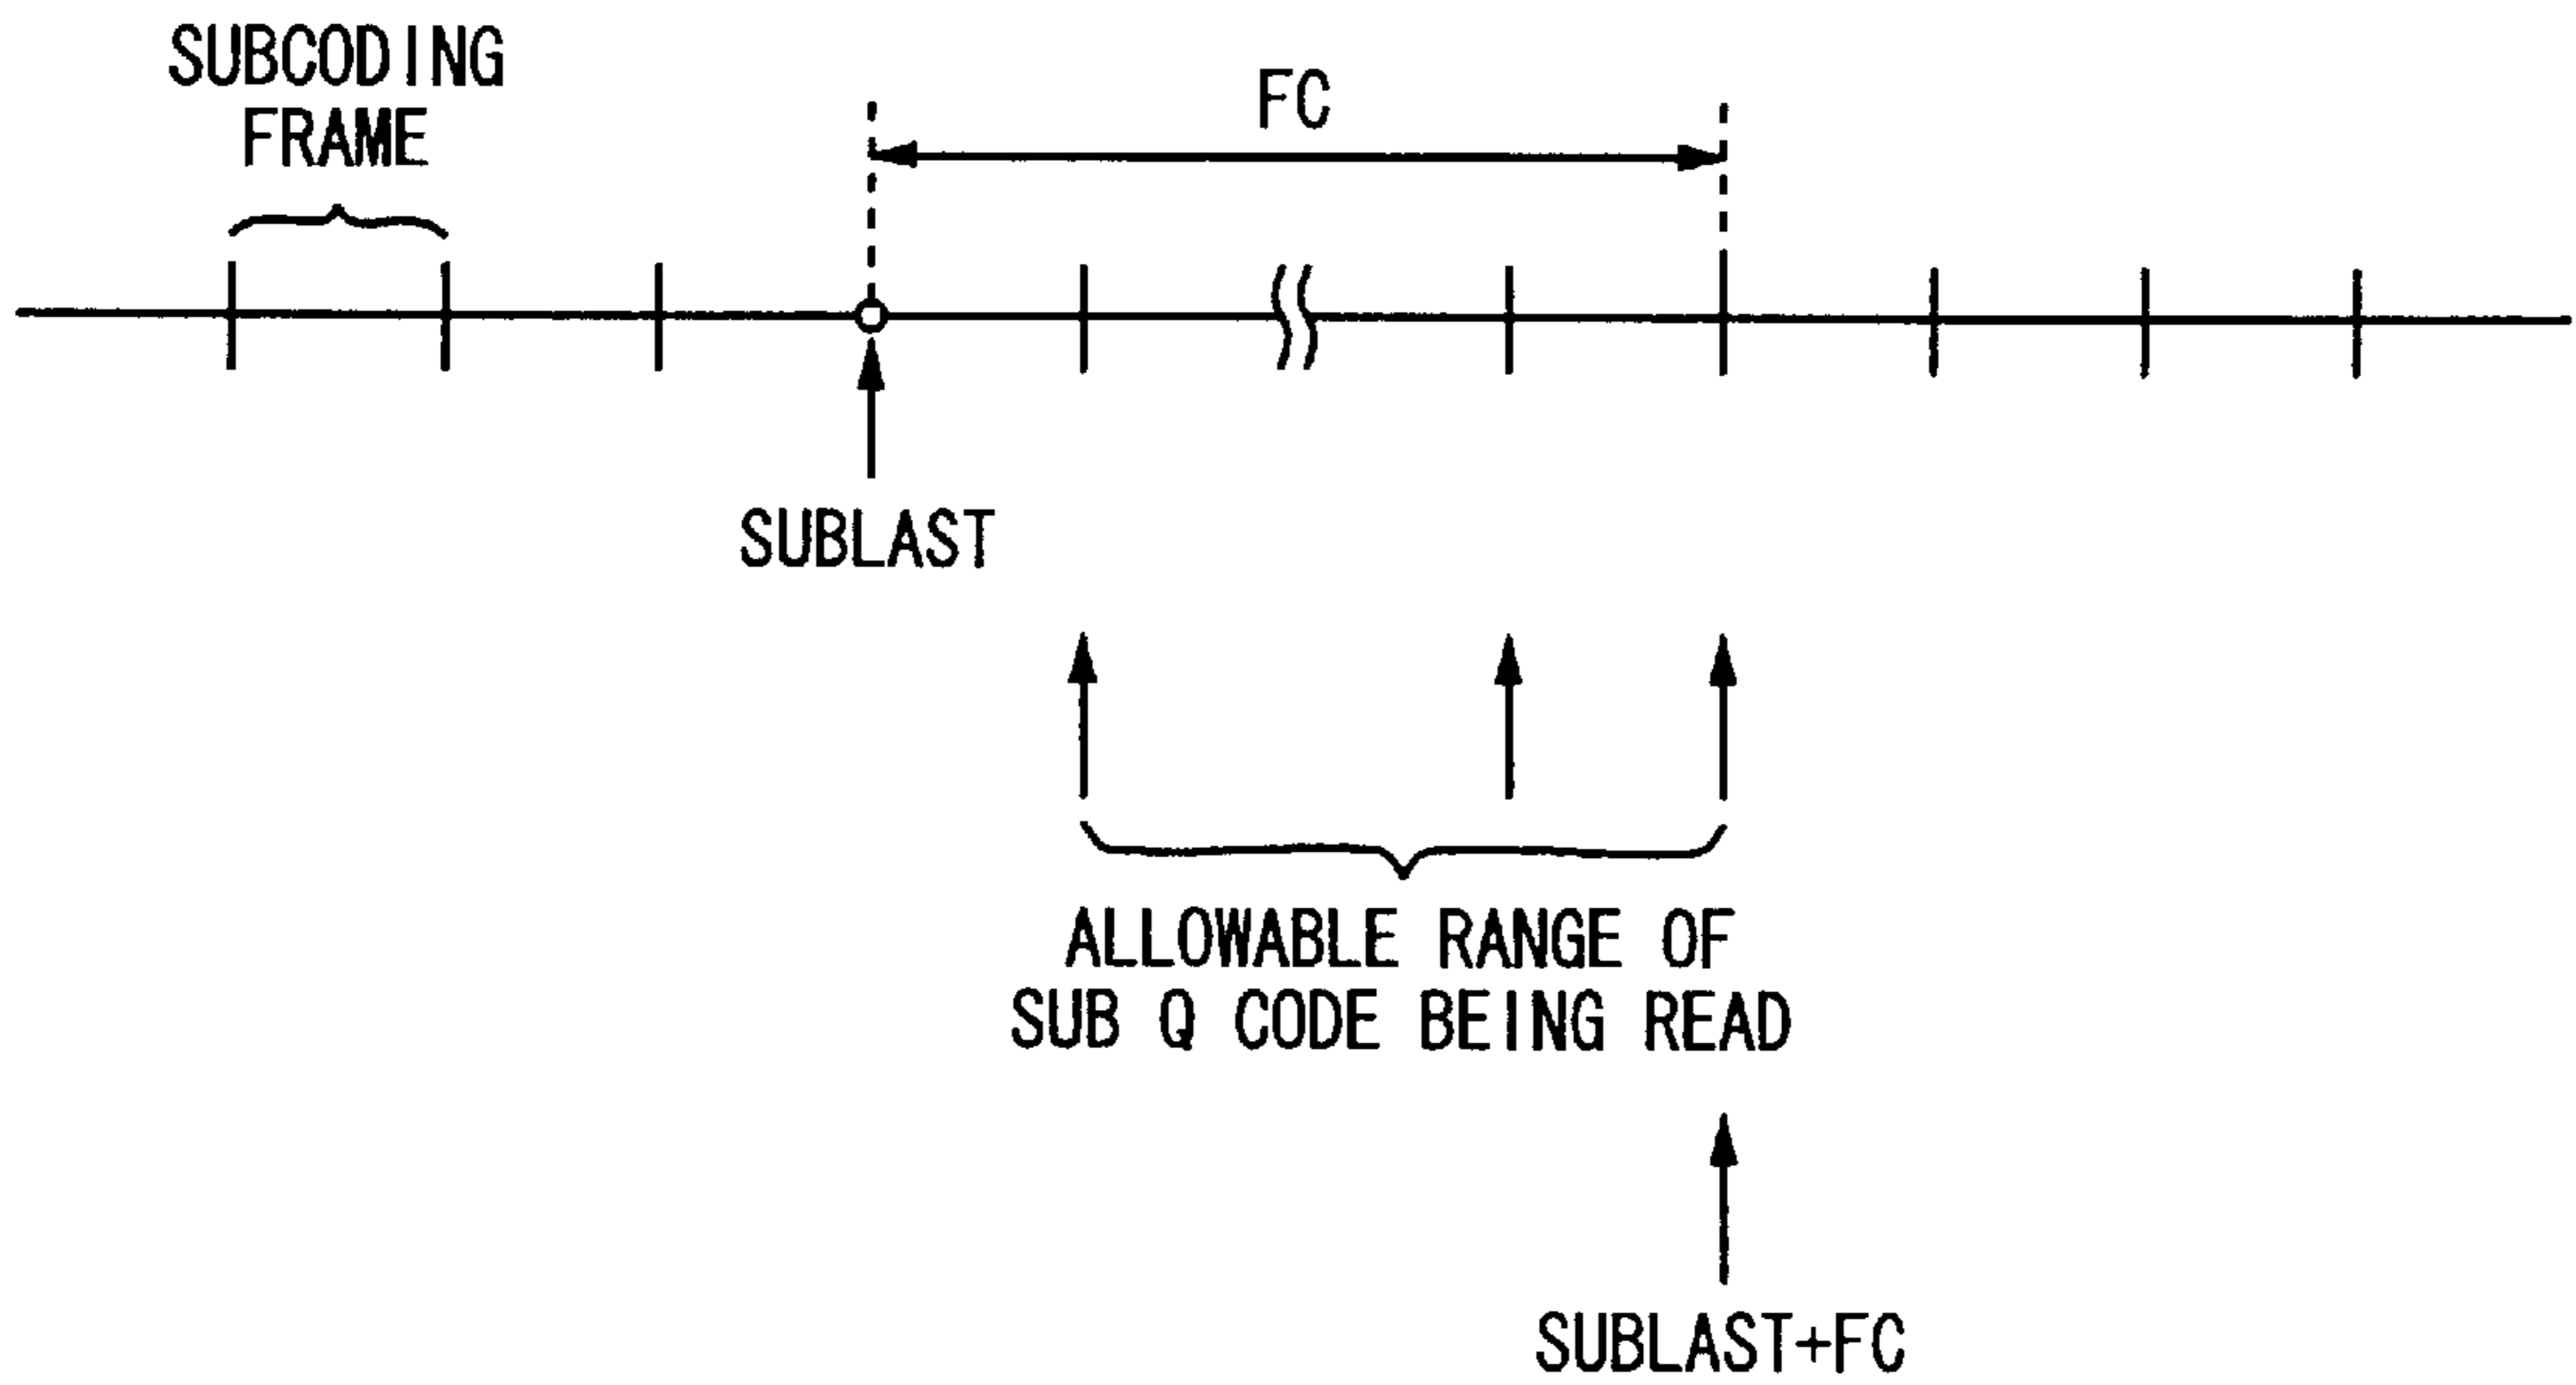 SUBCODING
FRAME
FC
SUBLAST
ALLOWABLE RANGE OF
SUB Q CODE BEING READ
SUBLAST+FC